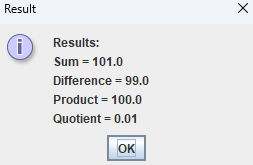 Result
Results:
Sum = 101.0
Difference = 99.0
Product = 100.0
Quotient = 0.01
OK